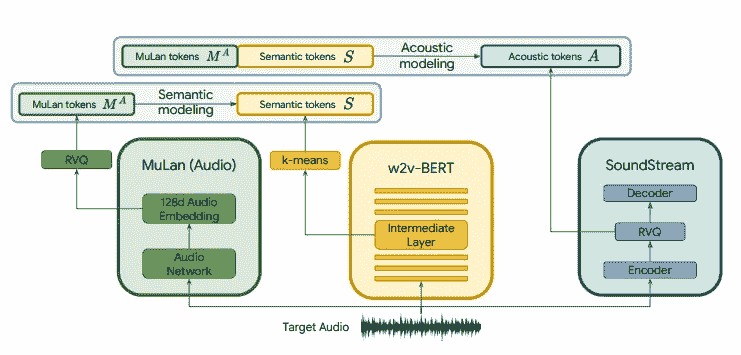 MuLan tokens M^A
Semantic tokens S
Acoustic
modeling
Acoustic tokens A
MuLan tokens M^A
Semantic
modeling
Semantic tokens S
RVQ
MuLan (Audio)
128d Audio
Embedding
Audio
Network
k-means
w2v-BERT
Intermediate
Layer
SoundStream
Decoder
RVQ
Encoder
Target Audio